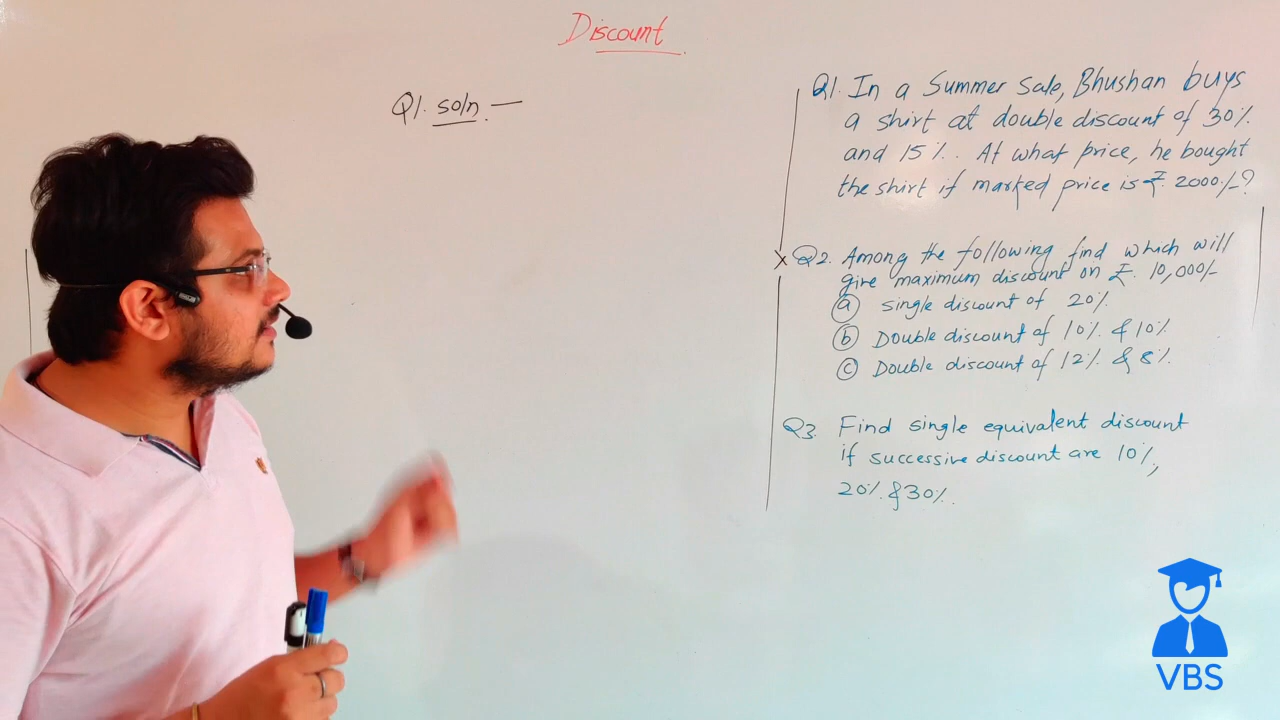 Discount
Q1. soln. —
Q1. In a Summer Sale, Bhushan buys
a shirt at double discount of 30%
and 15%. At what price, he bought
the shirt if marked price is ₹. 2000/-?
Q2. Among the following find which will
give maximum discount on ₹. 10,000/-
(a) single discount of 20%
(b) Double discount of 10% & 10%
(c) Double discount of 12% & 8%
Q3. Find single equivalent discount
if successive discount are 10%,
20% & 30%.
VBS